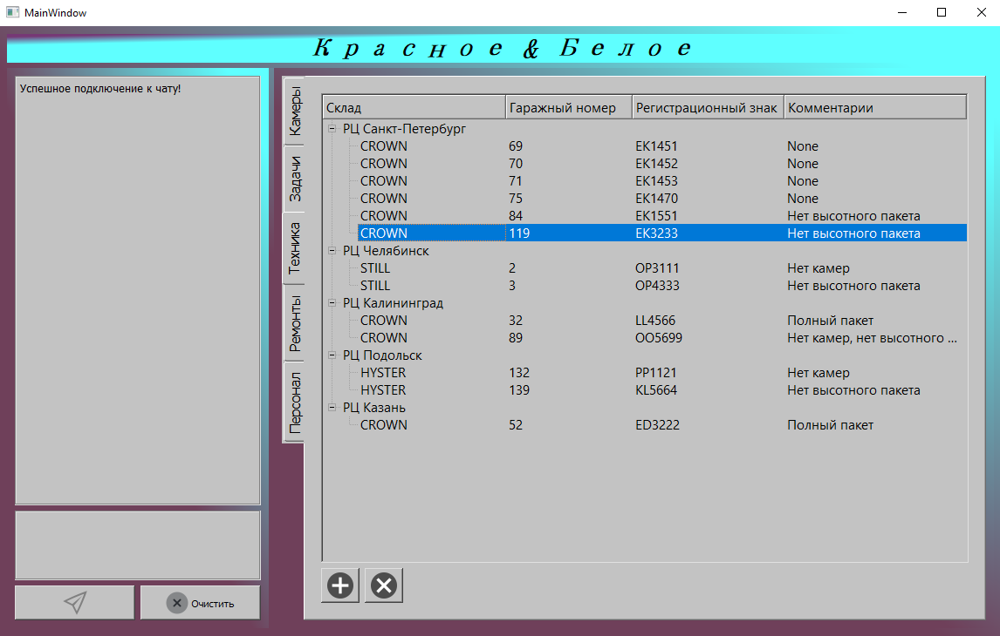 MainWindow
Красное & Белое
Успешное подключение к чату!
Очистить
Камеры
Задачи
Техника
Ремонты
Персонал
Склад Гаражный номер Регистрационный знак Комментарии
РЦ Санкт-Петербург
CROWN 69 EK1451 None
CROWN 70 EK1452 None
CROWN 71 EK1453 None
CROWN 75 EK1470 None
CROWN 84 EK1551 Нет высотного пакета
CROWN 119 EK3233 Нет высотного пакета
РЦ Челябинск
STILL 2 OP3111 Нет камер
STILL 3 OP4333 Нет высотного пакета
РЦ Калининград
CROWN 32 LL4566 Полный пакет
CROWN 89 OO5699 Нет камер, нет высотного ...
РЦ Подольск
HYSTER 132 PP1121 Нет камер
HYSTER 139 KL5664 Нет высотного пакета
РЦ Казань
CROWN 52 ED3222 Полный пакет